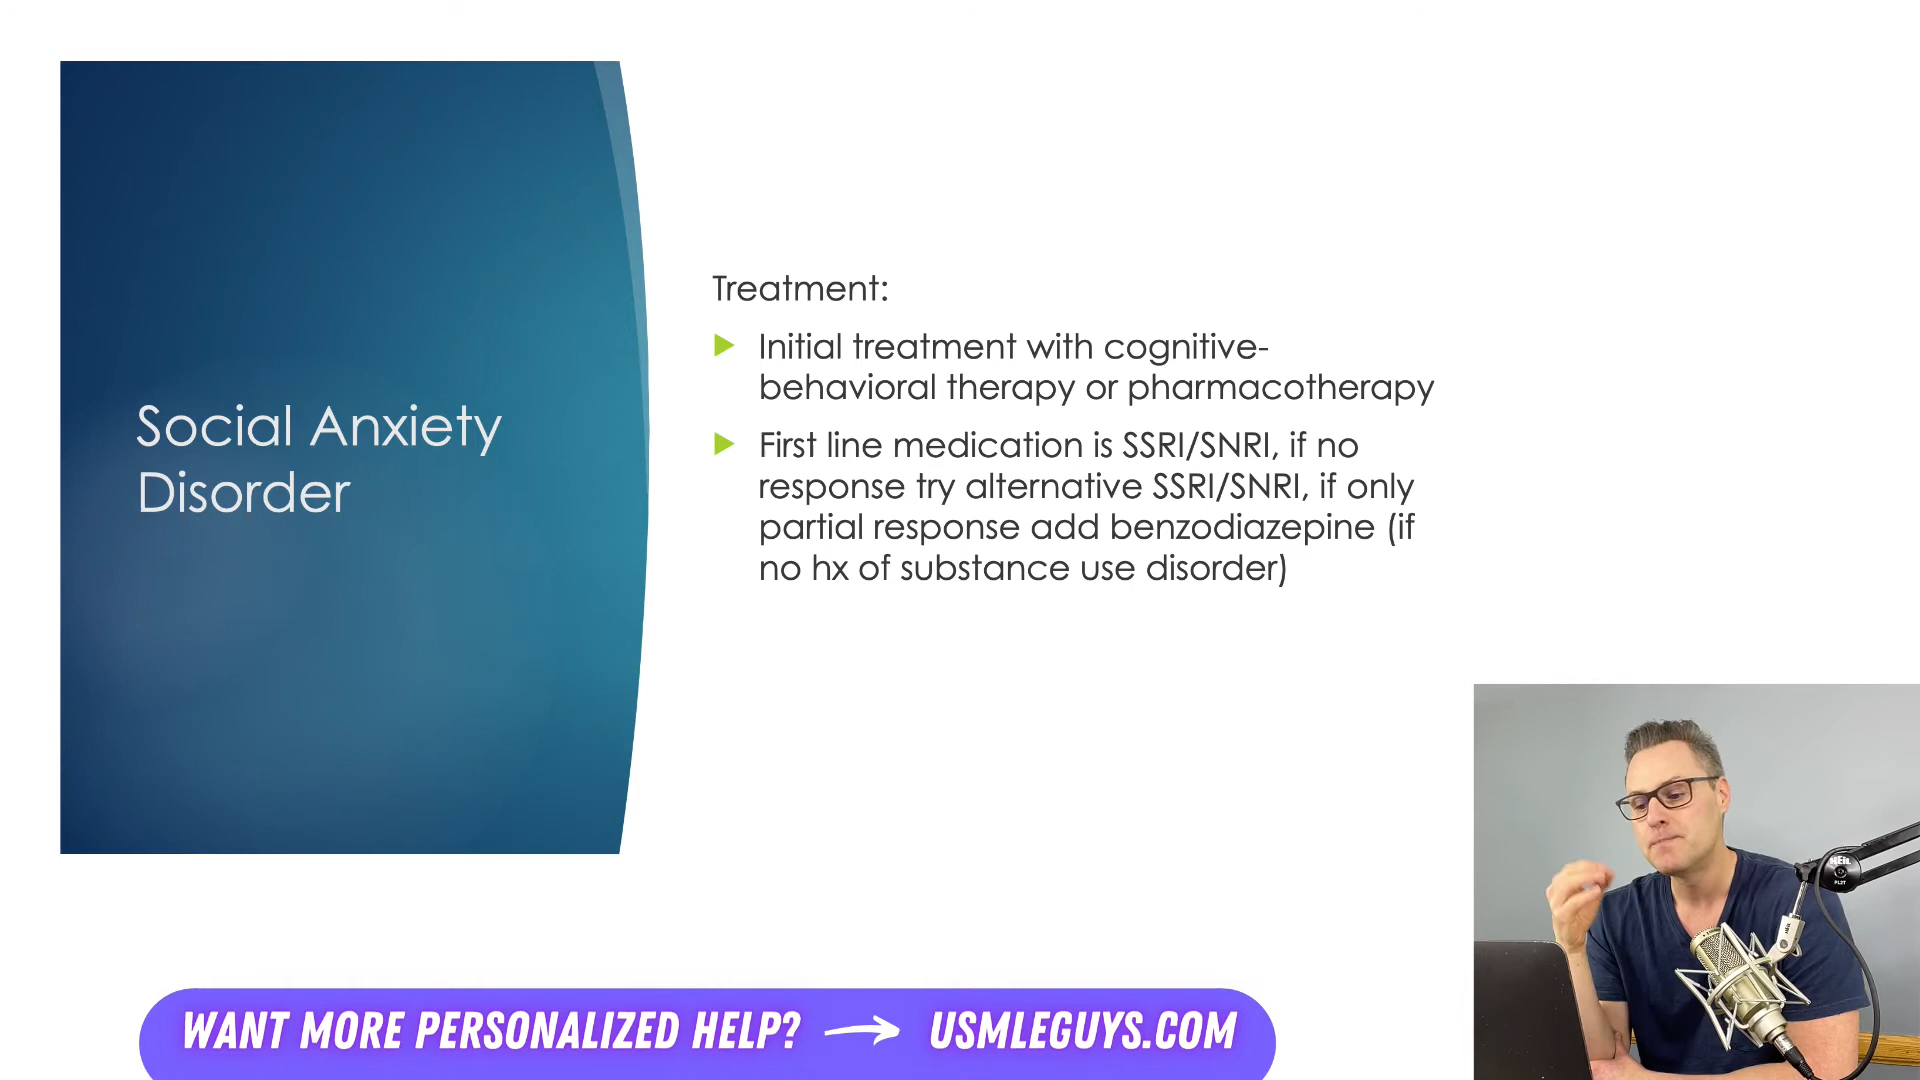 Social Anxiety
Disorder
Treatment:
Initial treatment with cognitive-
behavioral therapy or pharmacotherapy
First line medication is SSRI/SNRI, if no
response try alternative SSRI/SNRI, if only
partial response add benzodiazepine (if
no hx of substance use disorder)
HEIL
WANT MORE PERSONALIZED HELP? → USMLEGUYS.COM